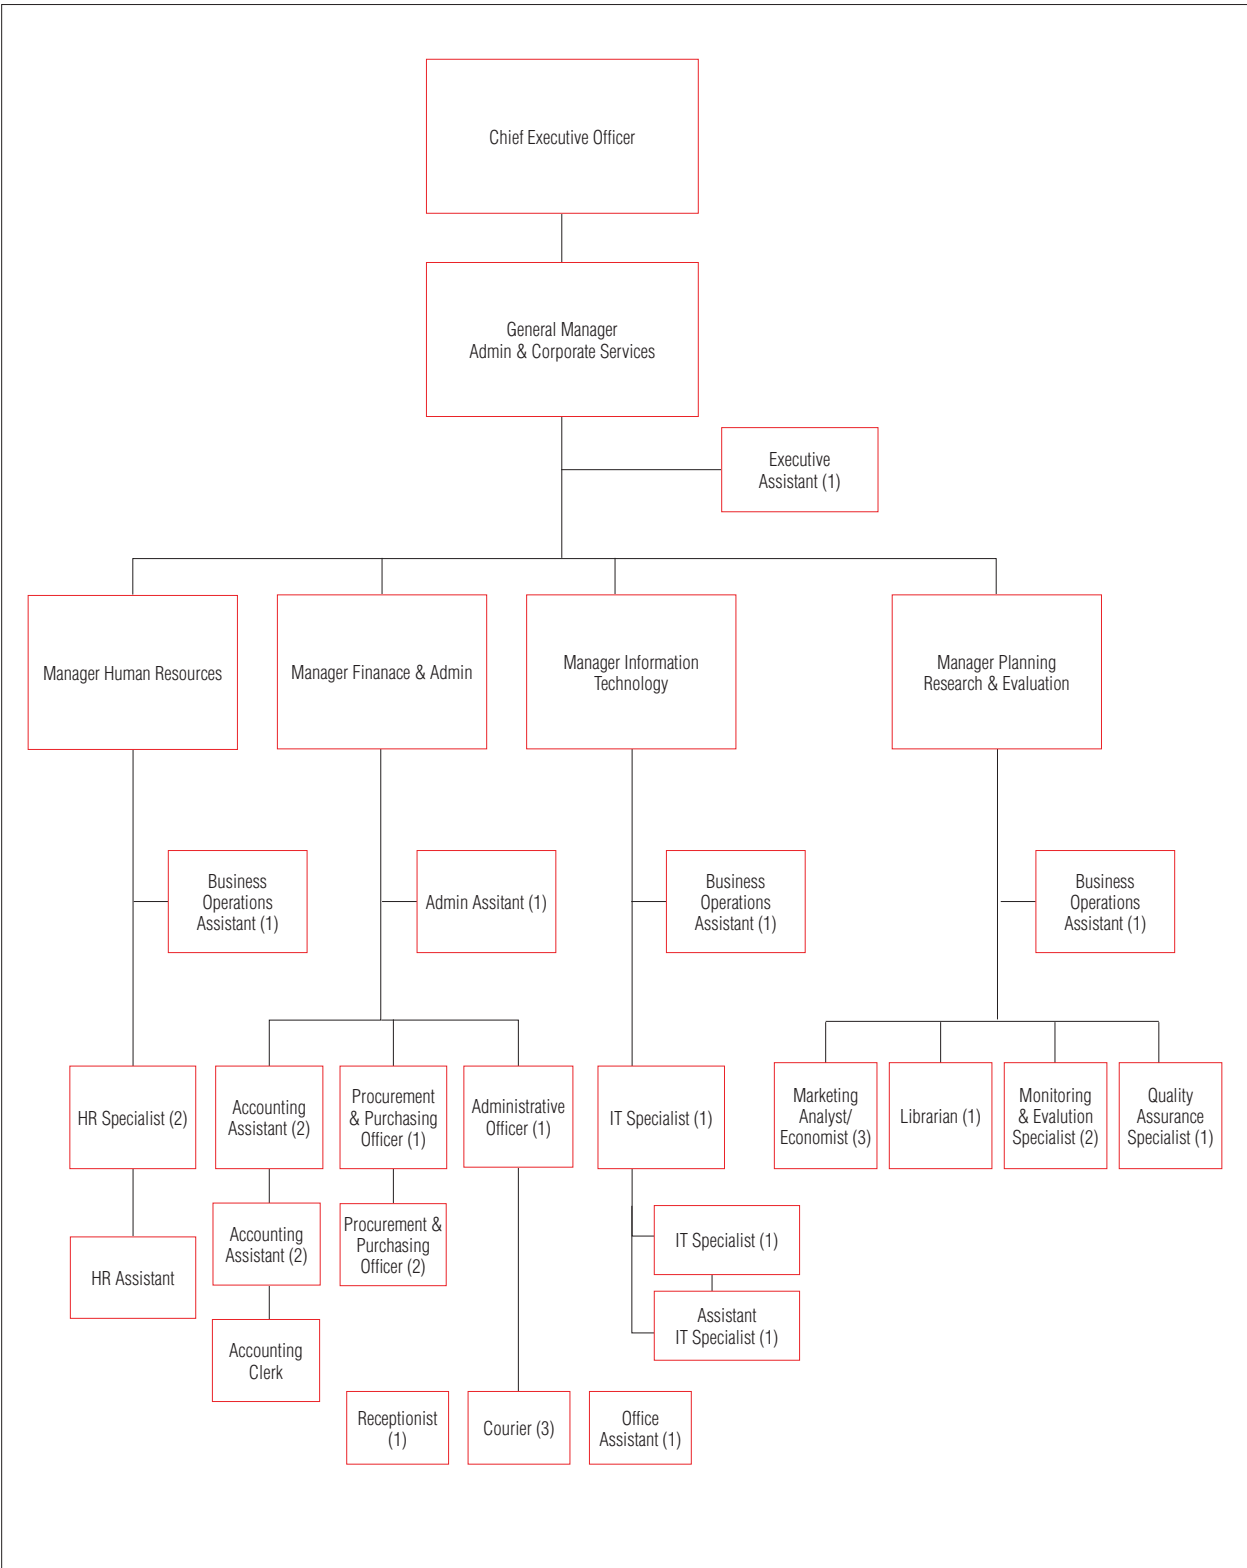 Chief Executive Officer
General Manager
Admin & Corporate Services
Executive
Assistant (1)
Manager Human Resources
Manager Finanace & Admin
Manager Information
Technology
Manager Planning
Research & Evaluation
Business
Operations
Assistant (1)
Admin Assitant (1)
Business
Operations
Assistant (1)
Business
Operations
Assistant (1)
HR Specialist (2)
Accounting
Assistant (2)
Procurement
& Purchasing
Officer (1)
Administrative
Officer (1)
IT Specialist (1)
Marketing
Analyst/
Economist (3)
Librarian (1)
Monitoring
& Evalution
Specialist (2)
Quality
Assurance
Specialist (1)
HR Assistant
Accounting
Assistant (2)
Procurement &
Purchasing
Officer (2)
IT Specialist (1)
Assistant
IT Specialist (1)
Accounting
Clerk
Receptionist
(1)
Courier (3)
Office
Assistant (1)